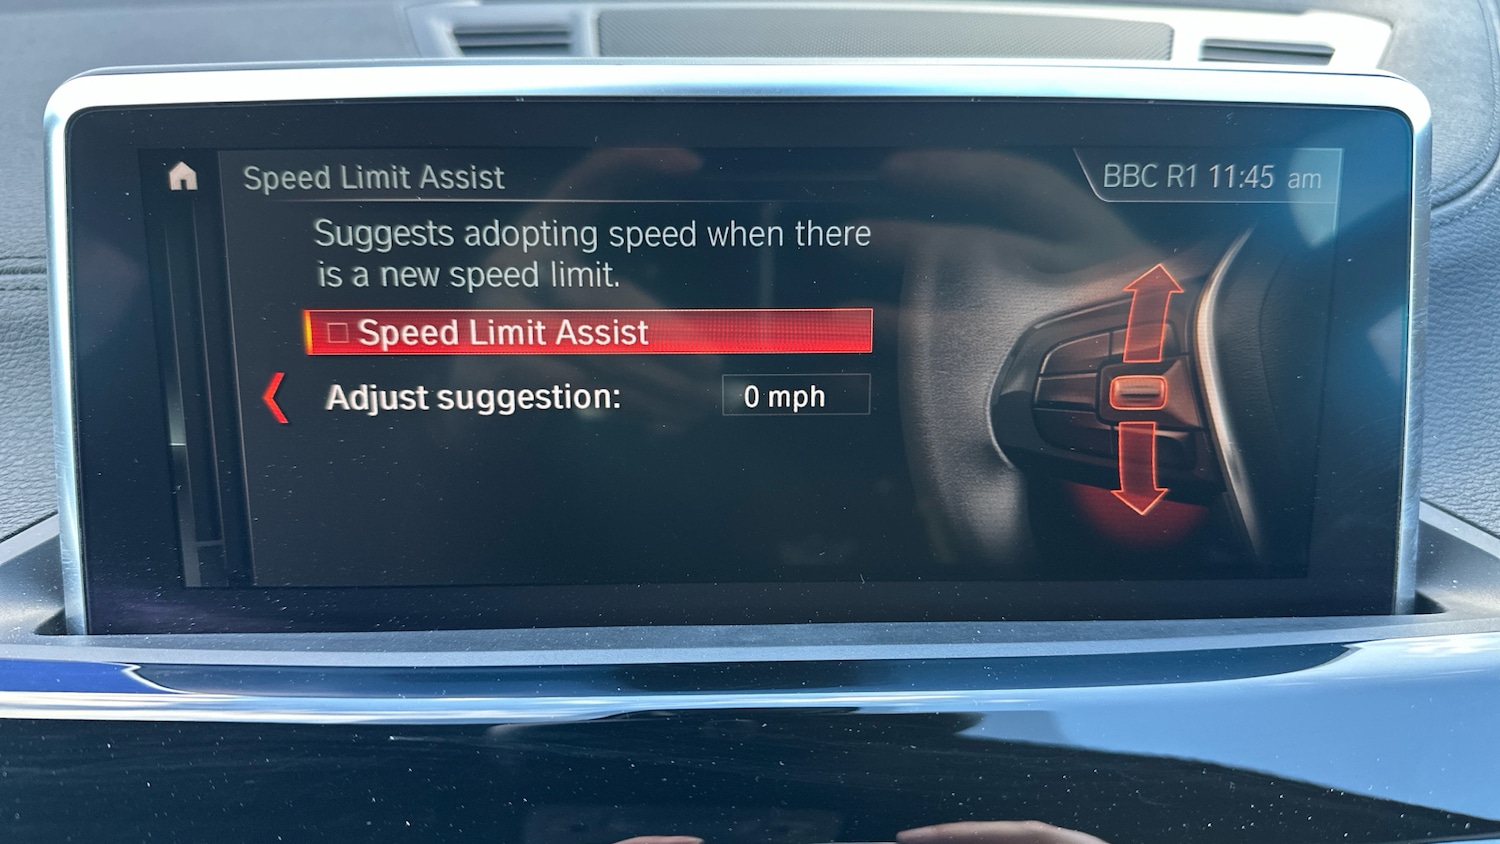 Speed Limit Assist
BBC R1 11:45 am
Suggests adopting speed when there
is a new speed limit.
Speed Limit Assist
Adjust suggestion: 0 mph